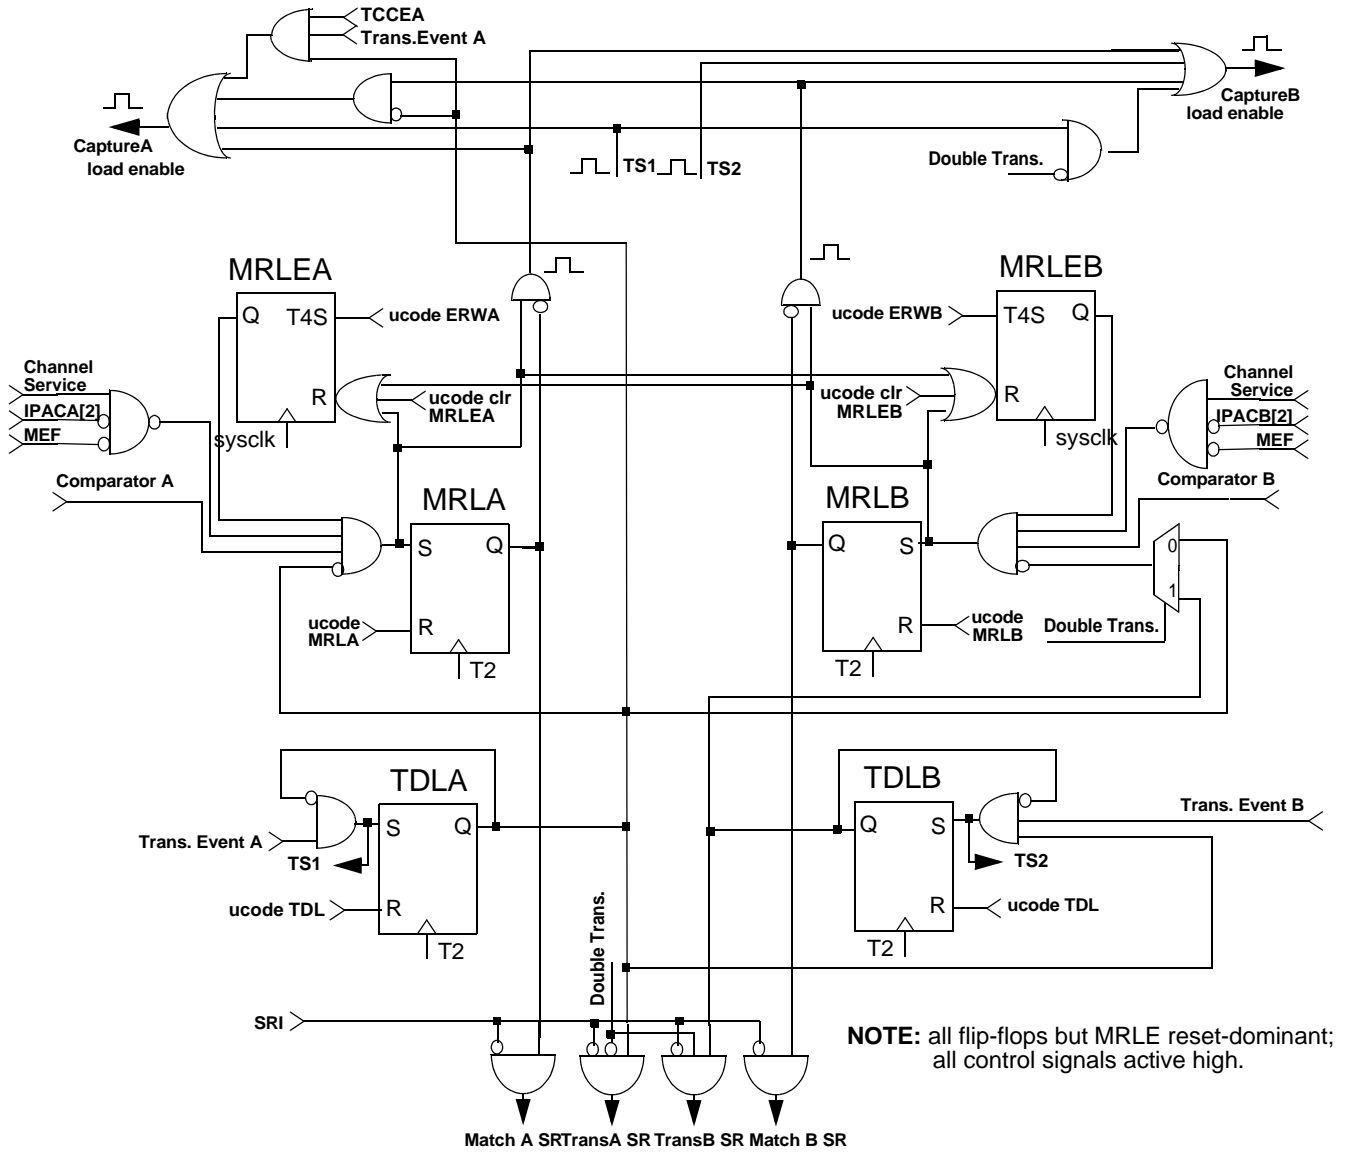 TCCEA
Trans.Event A
CaptureA
load enable
CaptureB
load enable
TS1
TS2
Double Trans.
MRLEA
MRLEB
Q
T4S
ucode ERWA
ucode ERWB
T4S
Q
Channel
Service
IPACA[2]
MEF
R
ucode clr
MRLEA
ucode clr
MRLEB
R
Channel
Service
IPACB[2]
MEF
sysclk
sysclk
Comparator A
Comparator B
MRLA
MRLB
S
Q
Q
S
0
1
ucode
MRLA
R
R
ucode
MRLB
Double Trans.
T2
T2
TDLA
TDLB
S
Q
Q
S
Trans. Event A
Trans. Event B
TS1
TS2
ucode TDL
R
R
ucode TDL
T2
T2
Double Trans.
SRI
NOTE: all flip-flops but MRLE reset-dominant;
all control signals active high.
Match A SR
TransA SR
TransB SR
Match B SR